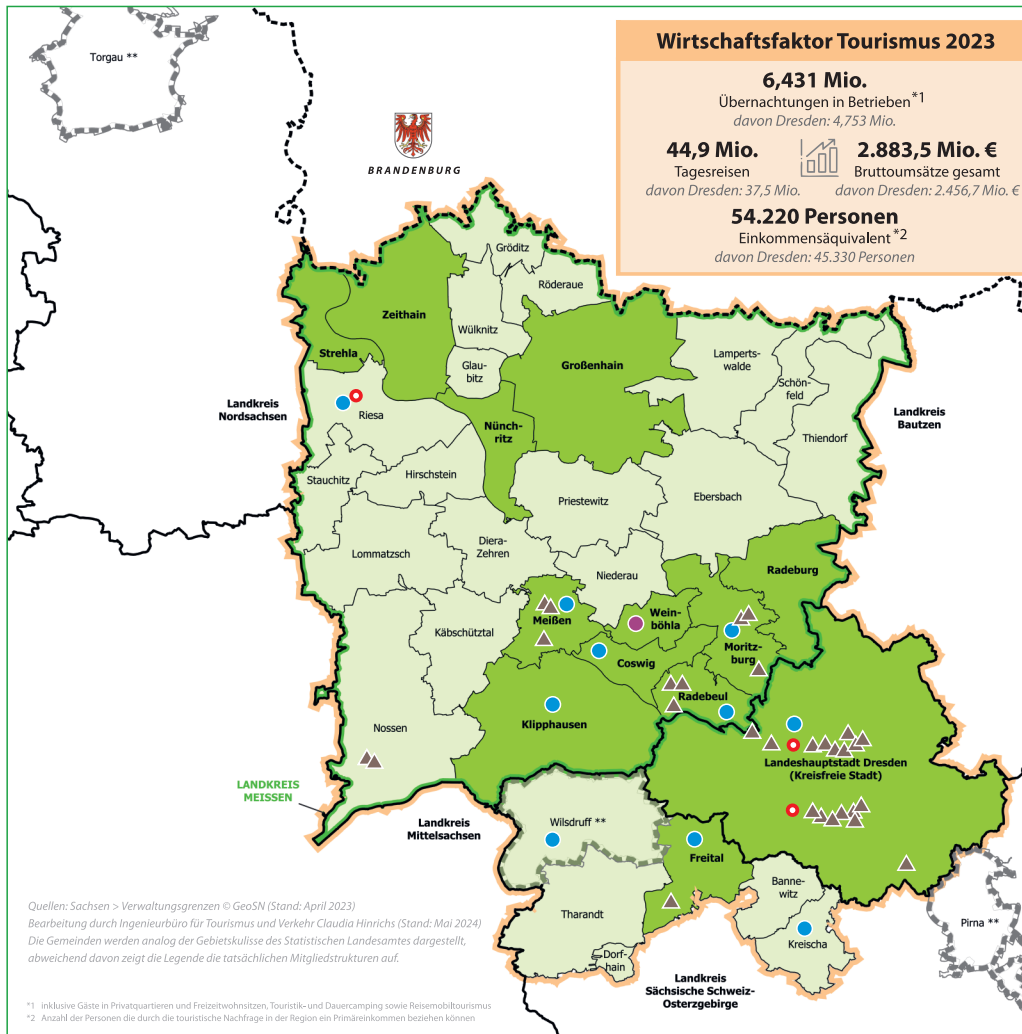 Torgau **
BRANDENBURG
Wirtschaftsfaktor Tourismus 2023
6,431 Mio.
Übernachtungen in Betrieben *1
davon Dresden: 4,753 Mio.
44,9 Mio.
Tagesreisen
davon Dresden: 37,5 Mio.
2.883,5 Mio. €
Bruttoumsätze gesamt
davon Dresden: 2.456,7 Mio. €
54.220 Personen
Einkommensäquivalent *2
davon Dresden: 45.330 Personen
Gröditz
Röderaue
Zeithain
Wülknitz
Strehla
Glau-
bitz
Großenhain
Lamperts-
walde
Schön-
feld
Landkreis
Nordsachsen
Riesa
Landkreis
Bautzen
Nünch-
ritz
Thiendorf
Stauchitz
Hirschstein
Priestewitz
Ebersbach
Lommatzsch
Diera-
Zehren
Niederau
Radeburg
Meißen
Wein-
böhla
Käbschütztal
Moritz-
burg
Coswig
Radebeul
Klipphausen
Nossen
Landeshauptstadt Dresden
(Kreisfreie Stadt)
LANDKREIS
MEISSEN
Landkreis
Mittelsachsen
Wilsdruff **
Freital
Banne-
witz
Tharandt
Kreischa
Pirna **
Dorf-
hain
Landkreis
Sächsische Schweiz-
Osterzgebirge
Quellen: Sachsen > Verwaltungsgrenzen © GeoSN (Stand: April 2023)
Bearbeitung durch Ingenieurbüro für Tourismus und Verkehr Claudia Hinrichs (Stand: Mai 2024)
Die Gemeinden werden analog der Gebietskulisse des Statistischen Landesamtes dargestellt,
abweichend davon zeigt die Legende die tatsächlichen Mitgliedstrukturen auf.
*1 inklusive Gäste in Privatquartieren und Freizeitwohnsitzen, Touristik- und Dauercamping sowie Reisemobiltourismus
*2 Anzahl der Personen die durch die touristische Nachfrage in der Region ein Primäreinkommen beziehen können